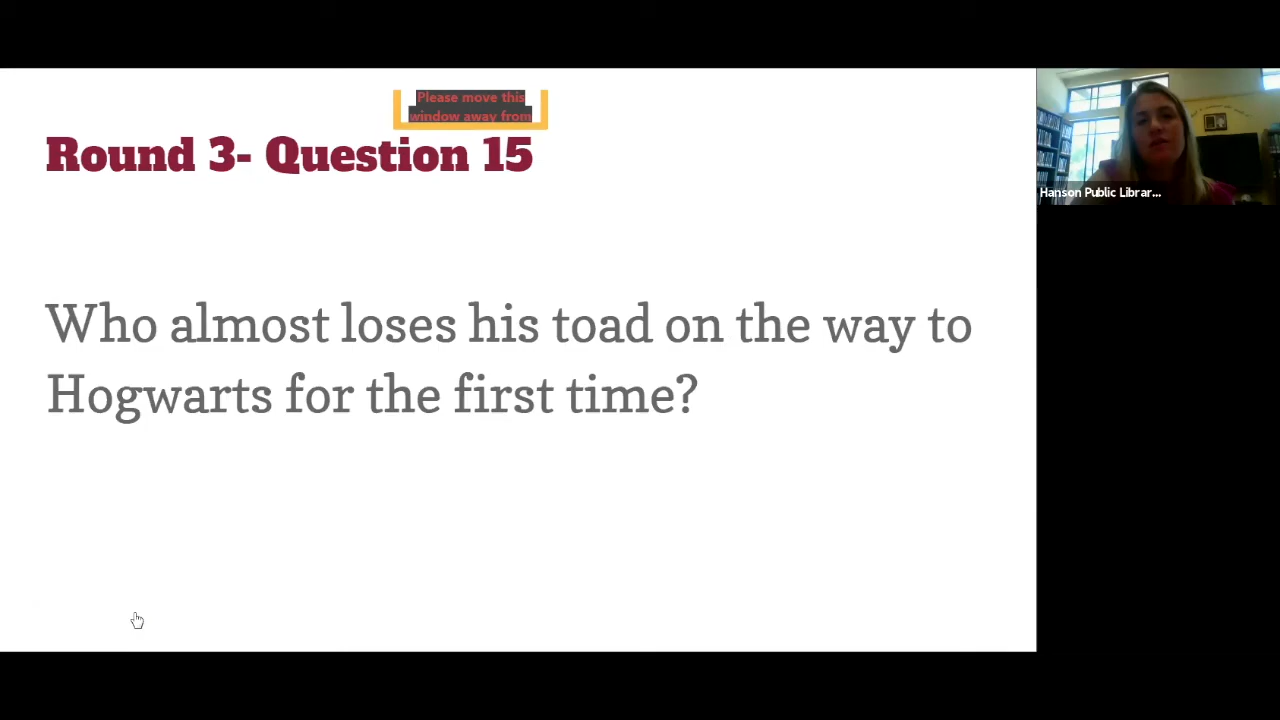 Please move this
window away from
Round 3- Question 15
Hanson Public Librar...
Who almost loses his toad on the way to
Hogwarts for the first time?